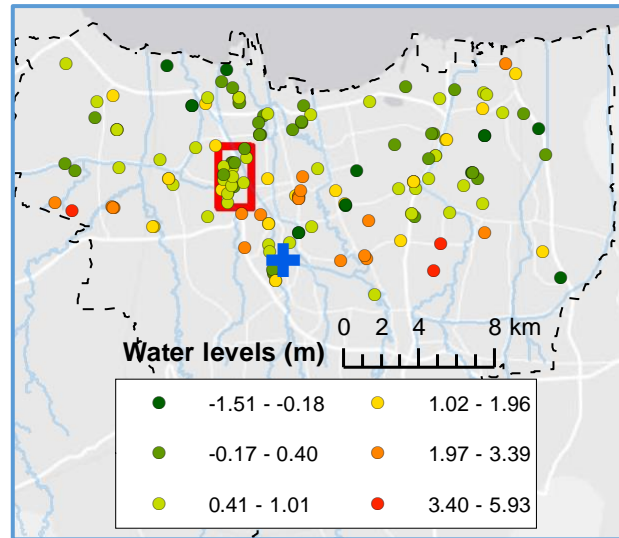 0 2 4 8 km
Water levels (m)
-1.51 - -0.18 1.02 - 1.96
-0.17 - 0.40 1.97 - 3.39
0.41 - 1.01 3.40 - 5.93